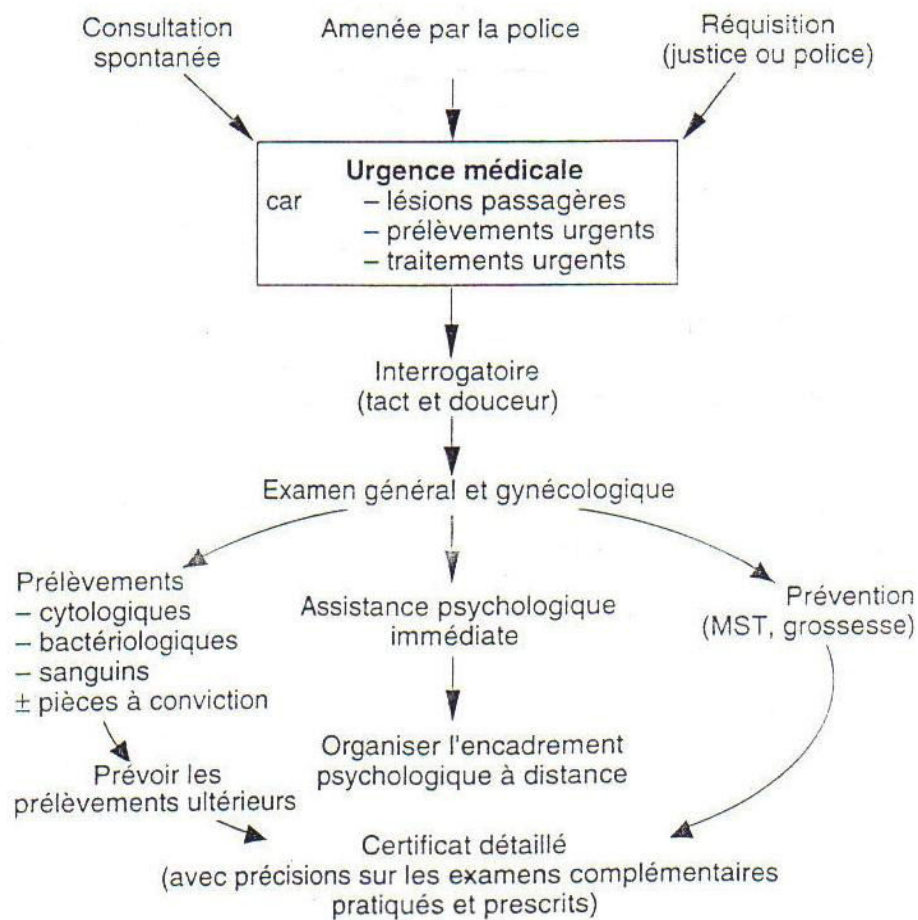 Consultation
spontanée
Amenée par la police
Réquisition
(justice ou police)
Urgence médicale
car – lésions passagères
– prélèvements urgents
– traitements urgents
Interrogatoire
(tact et douceur)
Examen général et gynécologique
Prélèvements
– cytologiques
– bactériologiques
– sanguins
± pièces à conviction
Prévoir les
prélèvements ultérieurs
Assistance psychologique
immédiate
Organiser l'encadrement
psychologique à distance
Prévention
(MST, grossesse)
Certificat détaillé
(avec précisions sur les examens complémentaires
pratiqués et prescrits)